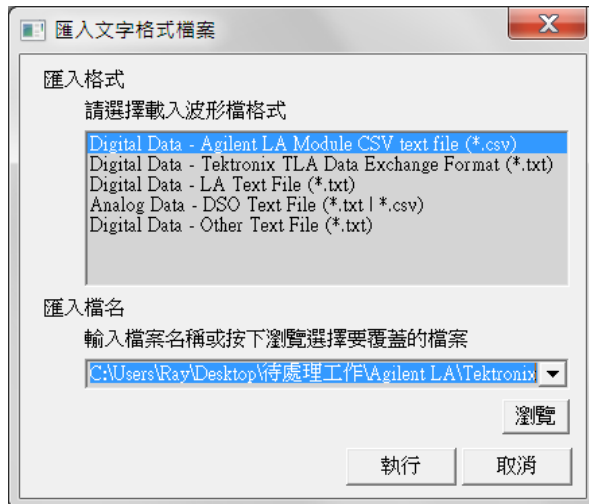 匯入文字格式檔案
匯入格式
請選擇載入波形檔格式
Digital Data - Agilent LA Module CSV text file (*.csv)
Digital Data - Tektronix TLA Data Exchange Format (*.txt)
Digital Data - LA Text File (*.txt)
Analog Data - DSO Text File (*.txt | *.csv)
Digital Data - Other Text File (*.txt)
匯入檔名
輸入檔案名稱或按下瀏覽選擇要覆蓋的檔案
C:\Users\Ray\Desktop\待處理工作\Agilent LA\Tektronix
瀏覽
執行 取消